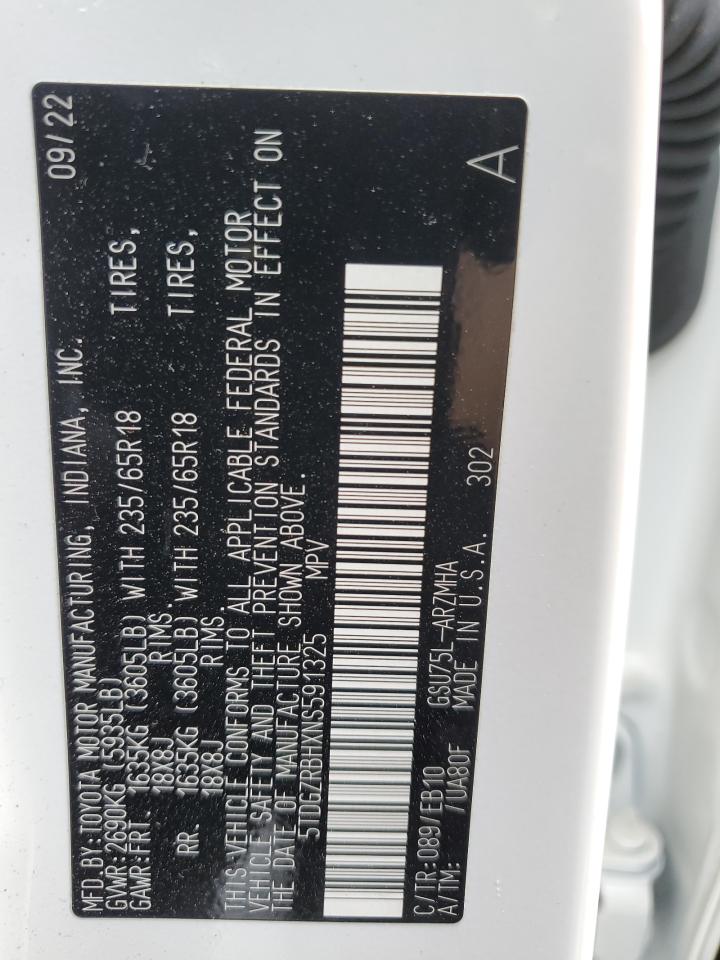 MFD.BY:TOYOTA MOTOR MANUFACTURING, INDIANA, INC. 09/22
GVWR:2690KG (5935LB)
GAWR:FRT 1635KG (3605LB) WITH 235/65R18 TIRES,
18X8J RIMS.
RR 1635KG (3605LB) WITH 235/65R18 TIRES,
18X8J RIMS.
THIS VEHICLE CONFORMS TO ALL APPLICABLE FEDERAL MOTOR
VEHICLE SAFETY AND THEFT PREVENTION STANDARDS IN EFFECT ON
THE DATE OF MANUFACTURE SHOWN ABOVE.
5TDGZRBHXNS591325 MPV
C/TR:089/EB10 GSU75L-ARZMHA
A/TM: /UA80F MADE IN U.S.A. 302 A